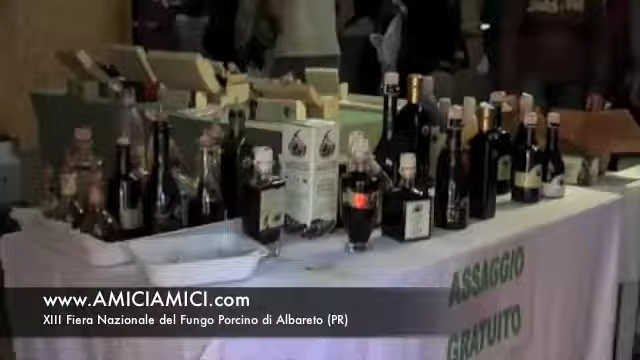 www.AMICIAMICI.com
XIII Fiera Nazionale del Fungo Porcino di Albareto (PR)
ASSAGGIO
GRATUITO